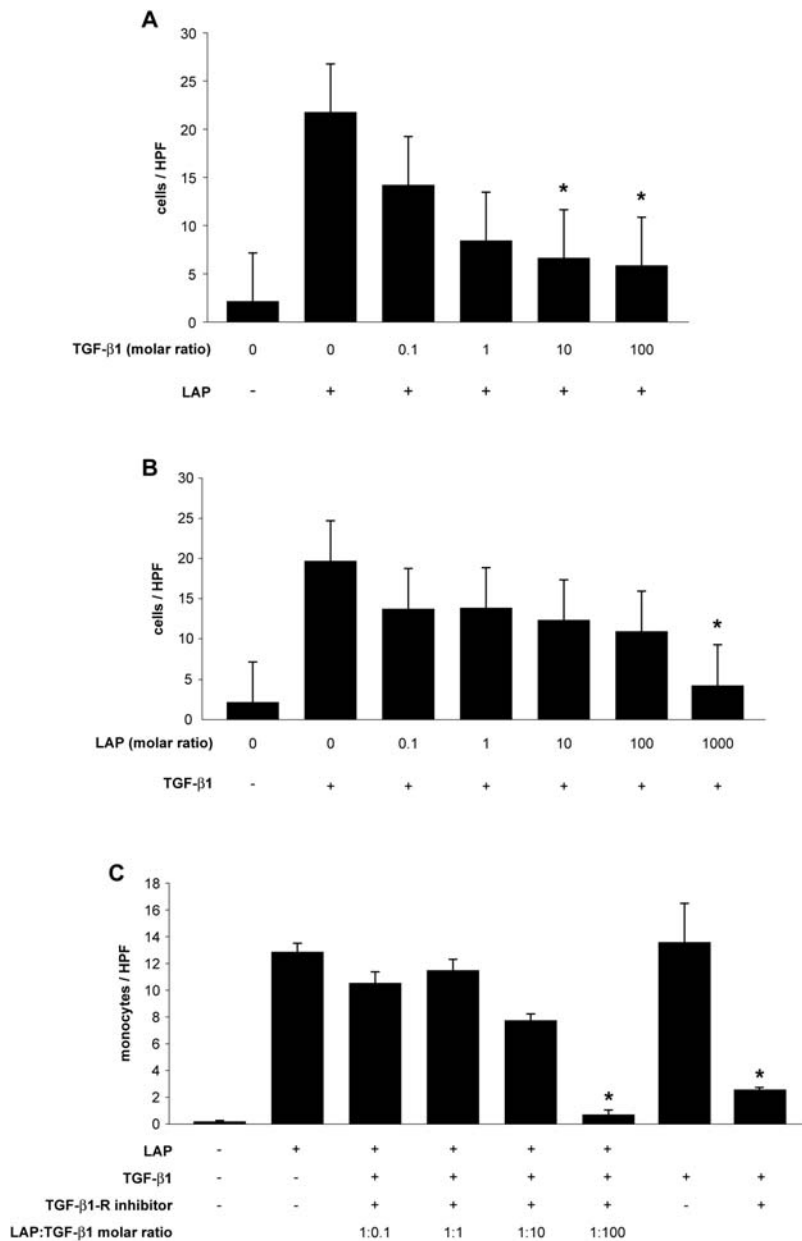 A
30
25
20
15
10
5
0
cells / HPF
* *
TGF-β1 (molar ratio) 0 0 0.1 1 10 100
LAP - + + + + +
B
30
25
20
15
10
5
0
cells / HPF
*
LAP (molar ratio) 0 0 0.1 1 10 100 1000
TGF-β1 - + + + + + +
C
18
16
14
12
10
8
6
4
2
0
monocytes / HPF
* *
LAP - + + + + +
TGF-β1 - - + + + + + +
TGF-β1-R inhibitor - - + + + + - +
LAP:TGF-β1 molar ratio 1:0.1 1:1 1:10 1:100